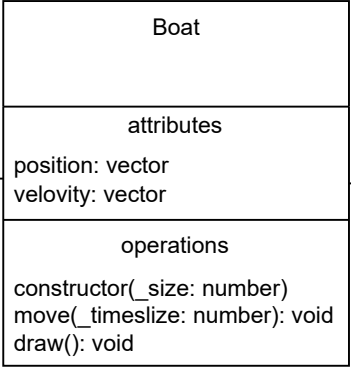 Boat
attributes
position: vector
velovity: vector
operations
constructor(_size: number)
move(_timeslize: number): void
draw(): void